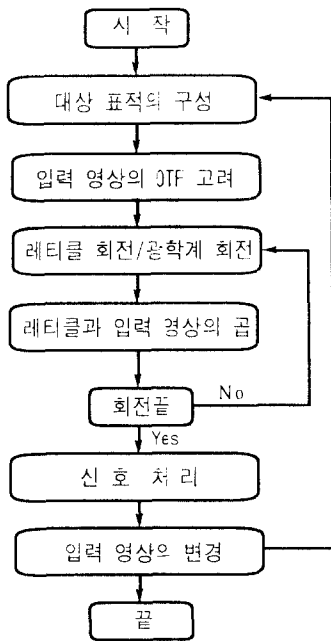 시 작
대상 표적의 구성
입력 영상의 OTF 고려
레티클 회전/광학계 회전
레티클과 입력 영상의 곱
회전끝
No
Yes
신 호 처 리
입력 영상의 변경
끝